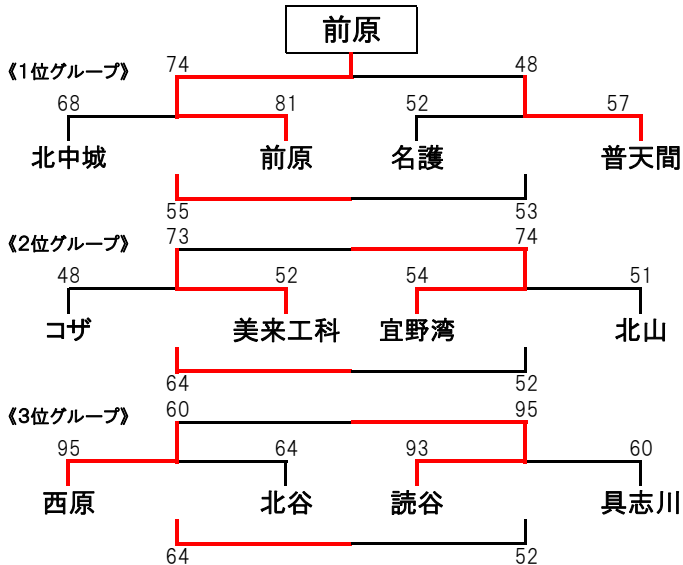 前原
《1位グループ》 74 48
68 81 52 57
北中城 前原 名護 普天間
55 53
《2位グループ》 73 74
48 52 54 51
コザ 美来工科 宜野湾 北山
64 52
《3位グループ》 60 95
95 64 93 60
西原 北谷 読谷 具志川
64 52